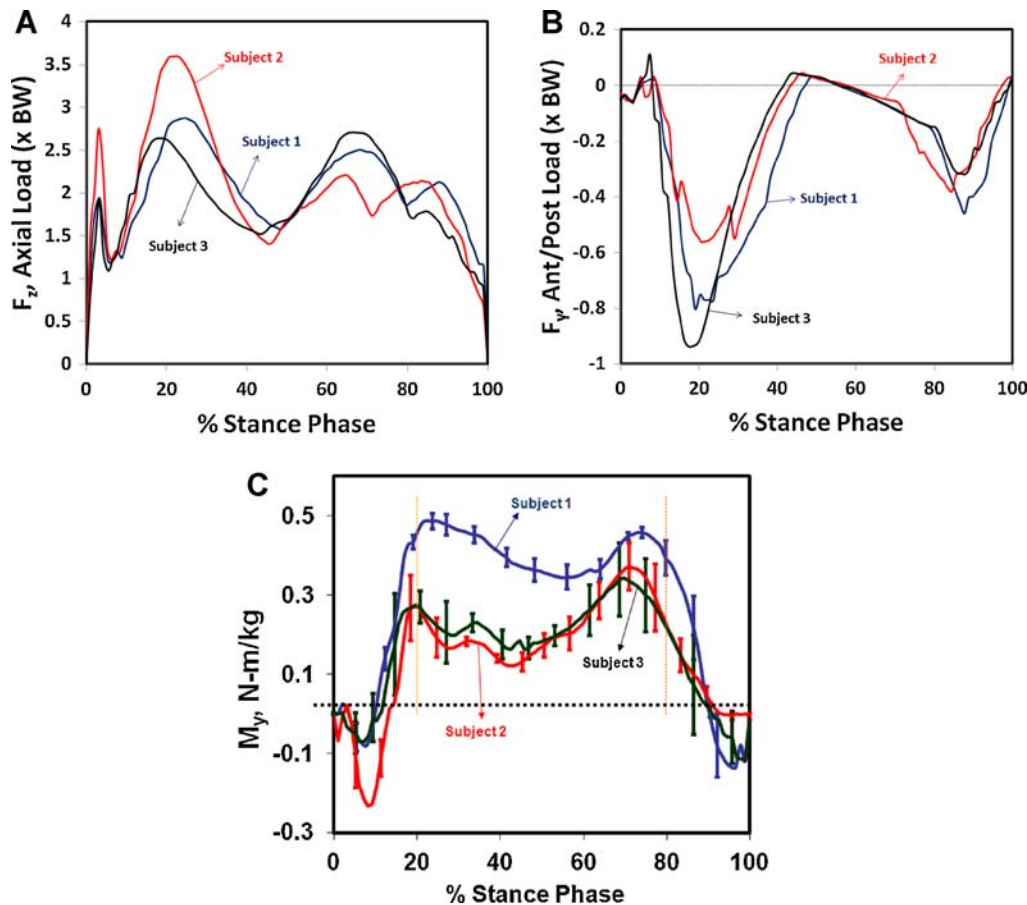 A
F_z, Axial Load (x BW)
4
3.5
3
2.5
2
1.5
1
0.5
0
Subject 2
Subject 1
Subject 3
0 20 40 60 80 100
% Stance Phase
B
F_y, Ant/Post Load (x BW)
0.2
0
-0.2
-0.4
-0.6
-0.8
-1
Subject 2
Subject 1
Subject 3
0 20 40 60 80 100
% Stance Phase
C
M_y, N-m/kg
0.5
0.3
0.1
-0.1
-0.3
Subject 1
Subject 3
Subject 2
0 20 40 60 80 100
% Stance Phase